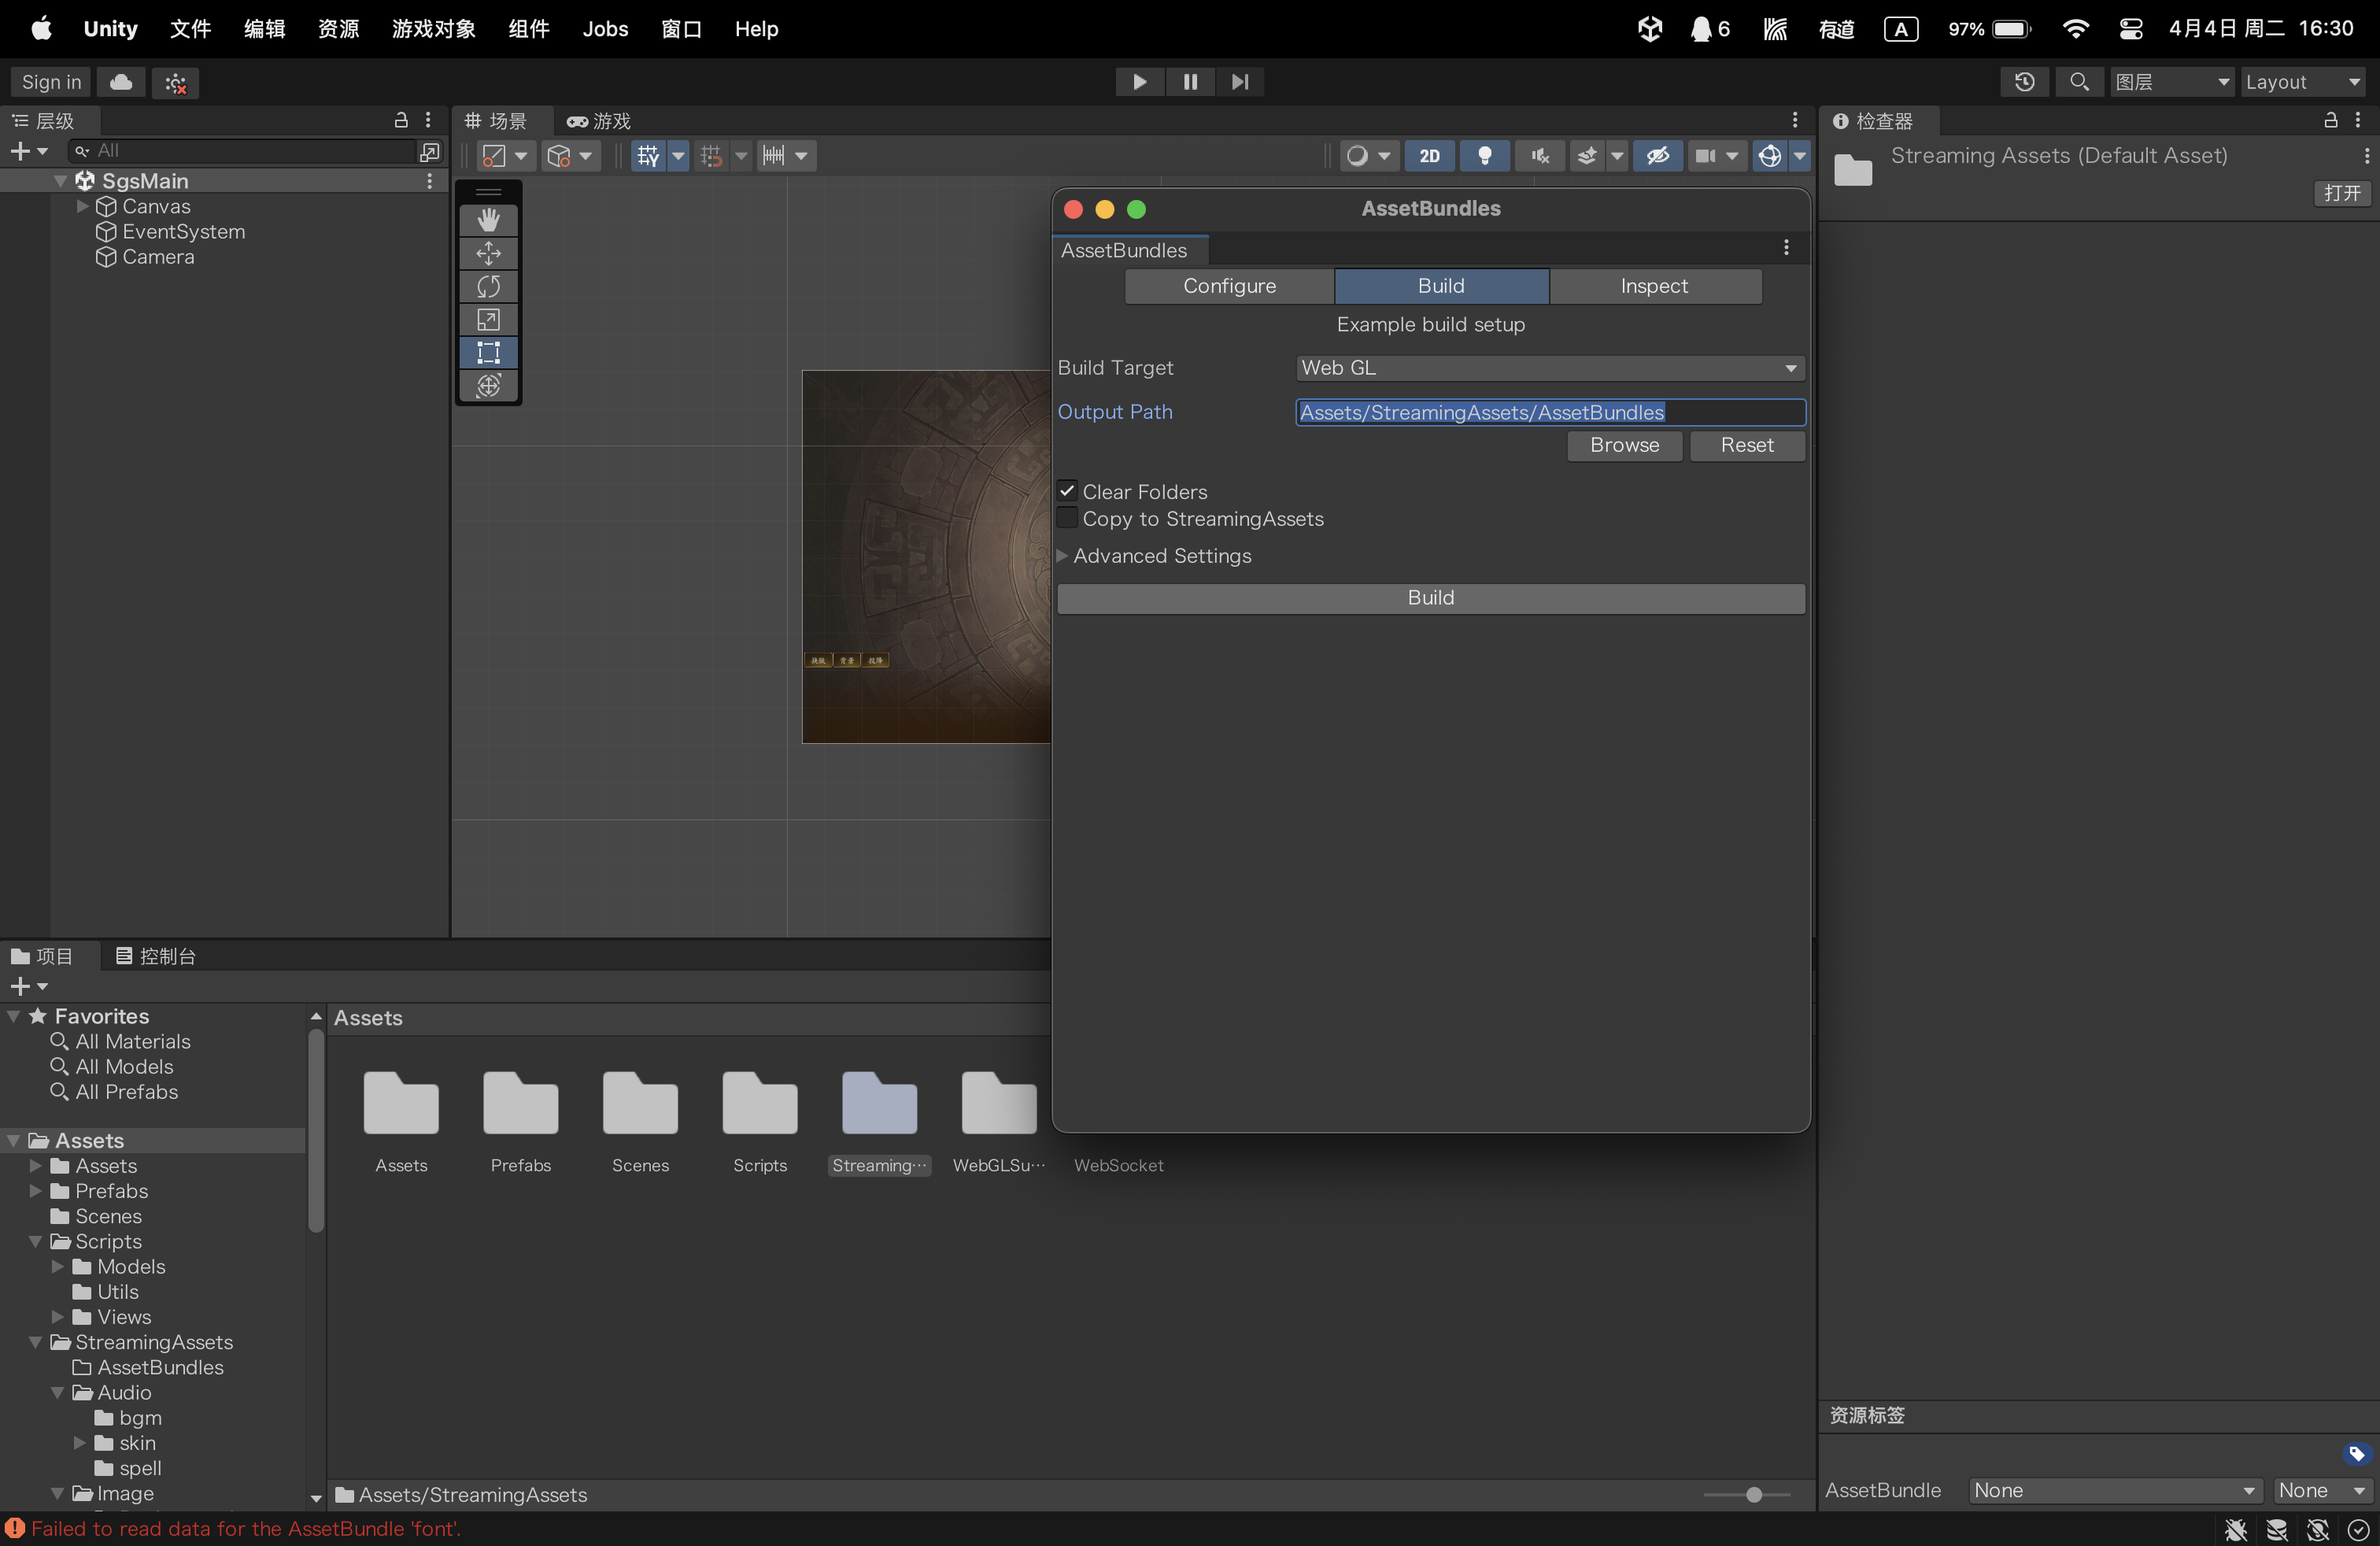 Unity 文件 编辑 资源 游戏对象 组件 Jobs 窗口 Help 6 有道 A 97% 4月4日 周二 16:30
Sign in 图层 Layout
层级
All
SgsMain
Canvas
EventSystem
Camera
场景 游戏
2D
检查器
Streaming Assets (Default Asset)
打开
AssetBundles
AssetBundles
Configure Build Inspect
Example build setup
Build Target Web GL
Output Path Assets/StreamingAssets/AssetBundles
Browse Reset
Clear Folders
Copy to StreamingAssets
Advanced Settings
Build
项目 控制台
Favorites
All Materials
All Models
All Prefabs
Assets
Assets
Prefabs
Scenes
Scripts
Models
Utils
Views
StreamingAssets
AssetBundles
Audio
bgm
skin
spell
Image
Assets
Assets Prefabs Scenes Scripts Streaming… WebGLSu… WebSocket
Assets/StreamingAssets
资源标签
AssetBundle None None
Failed to read data for the AssetBundle 'font'.